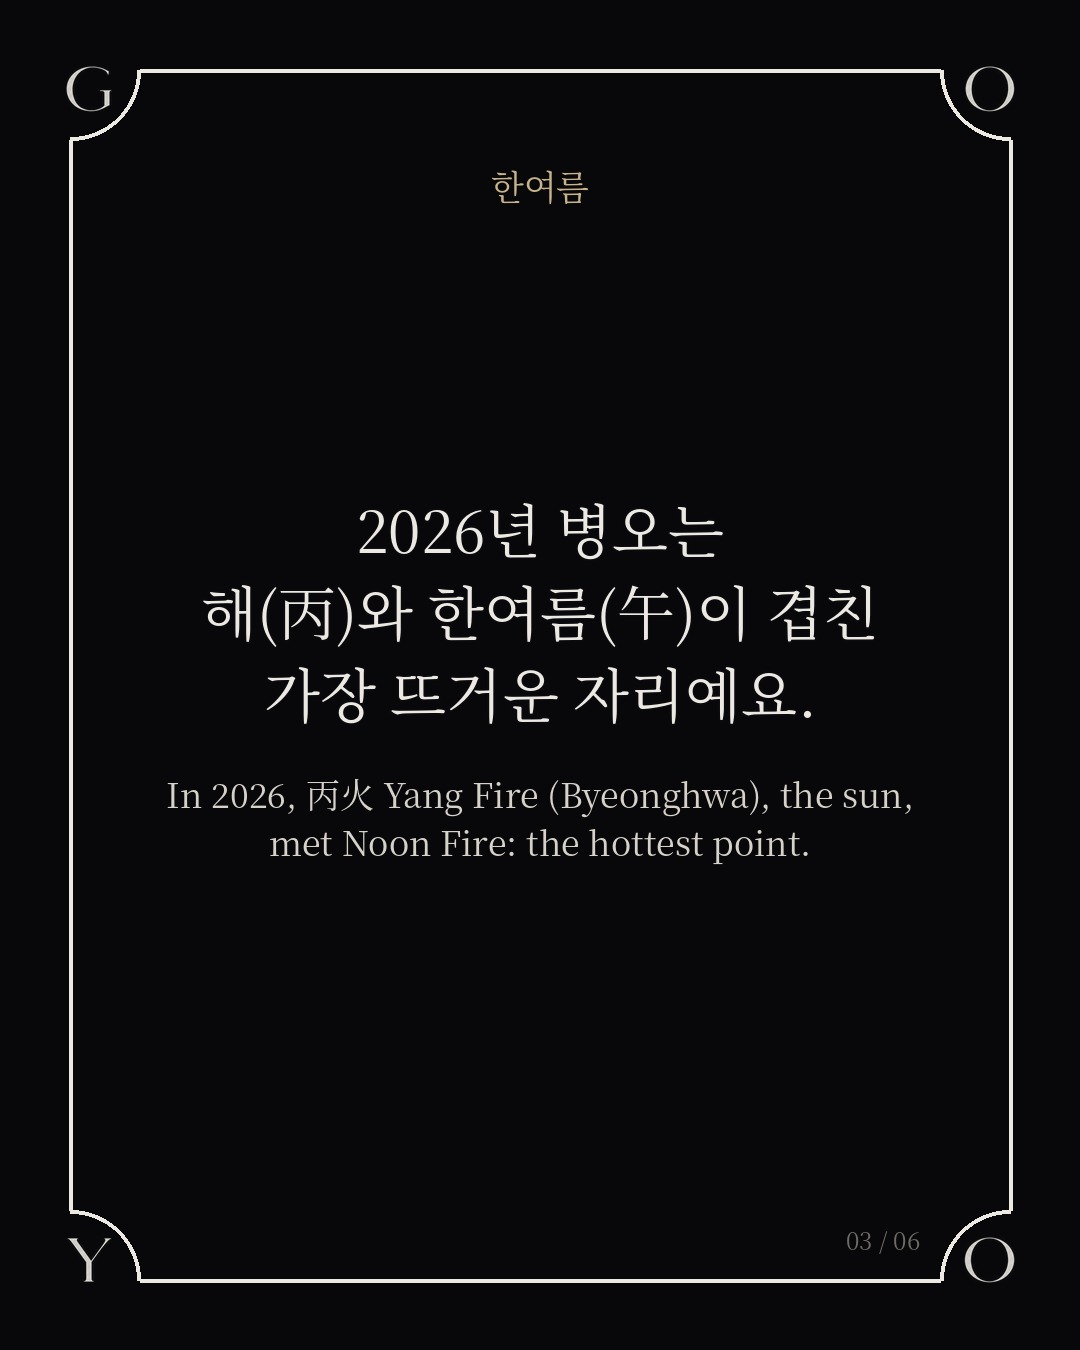 G O
한여름
2026년 병오는
해(丙)와 한여름(午)이 겹친
가장 뜨거운 자리예요.
In 2026, 丙火 Yang Fire (Byeonghwa), the sun,
met Noon Fire: the hottest point.
03 / 06
Y O